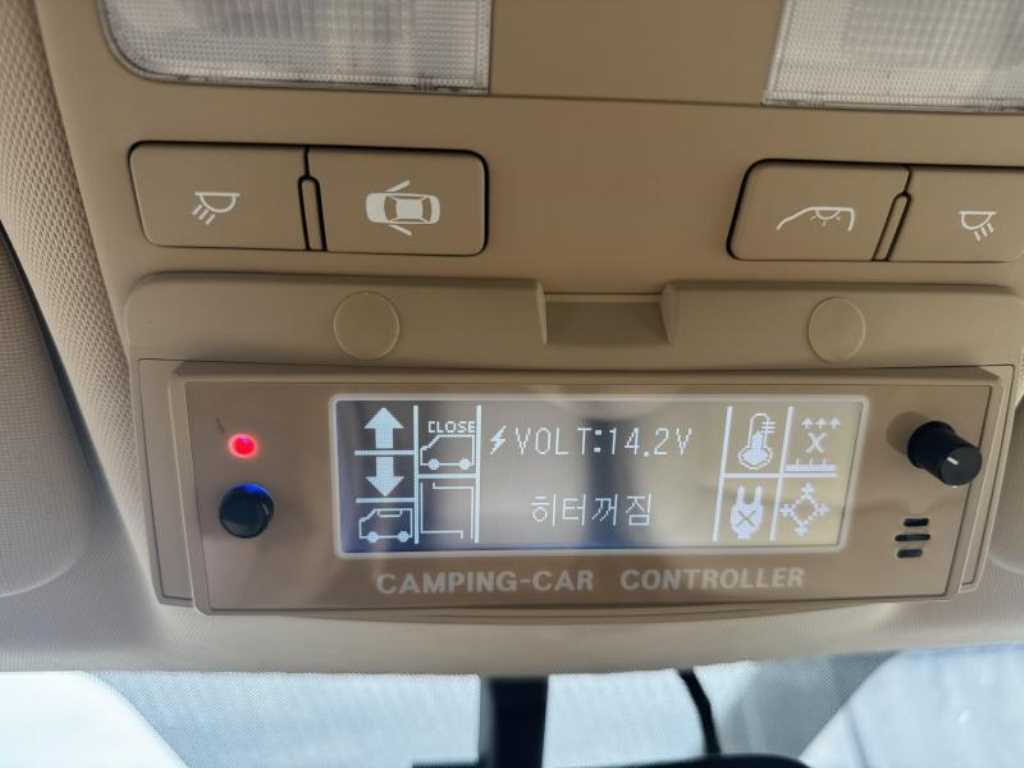 CLOSE
VOLT:14.2V
히터꺼짐
CAMPING-CAR CONTROLLER